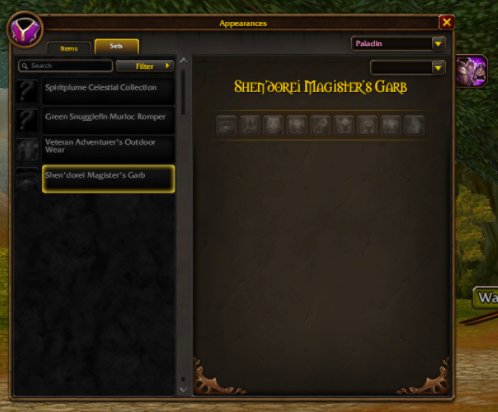 Appearances
Items
Sets
Paladin
Search
Filter
Spiritplume Celestial Collection
Green Snugglefin Murloc Romper
Veteran Adventurer's Outdoor
Wear
Shen'dorei Magister's Garb
Shen'dorei Magister's Garb
Wa